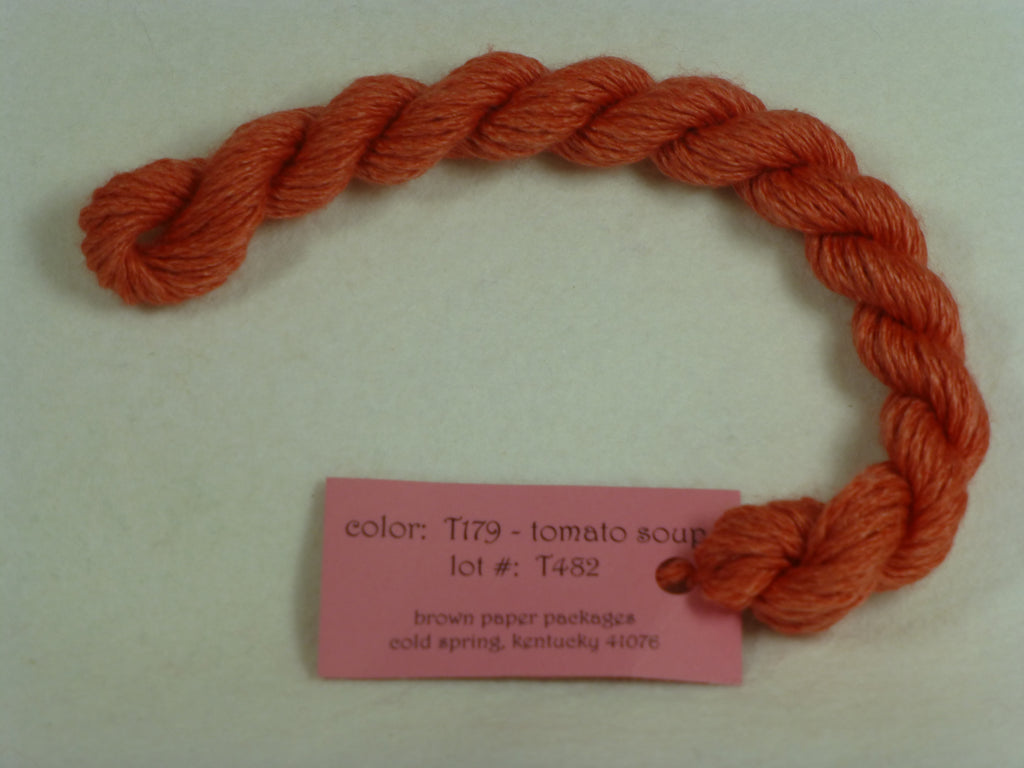 color: T179 - tomato soup
lot #: T482
brown paper packages
cold spring, kentucky 41076